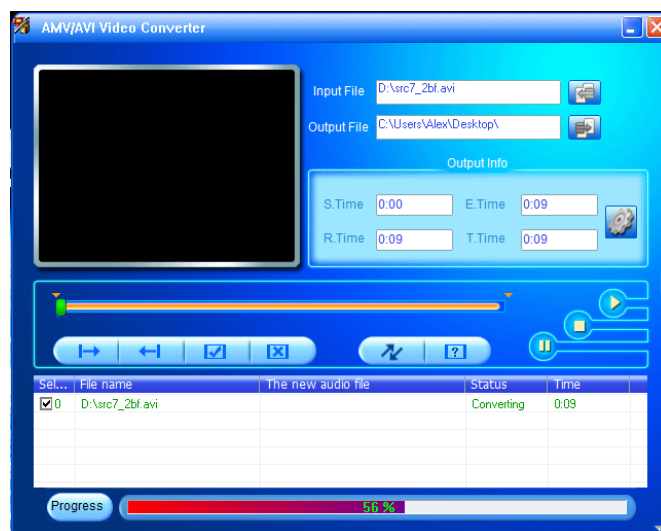 AMV/AVI Video Converter
Input File D:\src7_2bf.avi
Output File C:\Users\Alex\Desktop\
Output Info
S.Time 0:00 E.Time 0:09
R.Time 0:09 T.Time 0:09
Sel... File name The new audio file Status Time
0 D:\src7_2bf.avi Converting 0:09
Progress 56 %